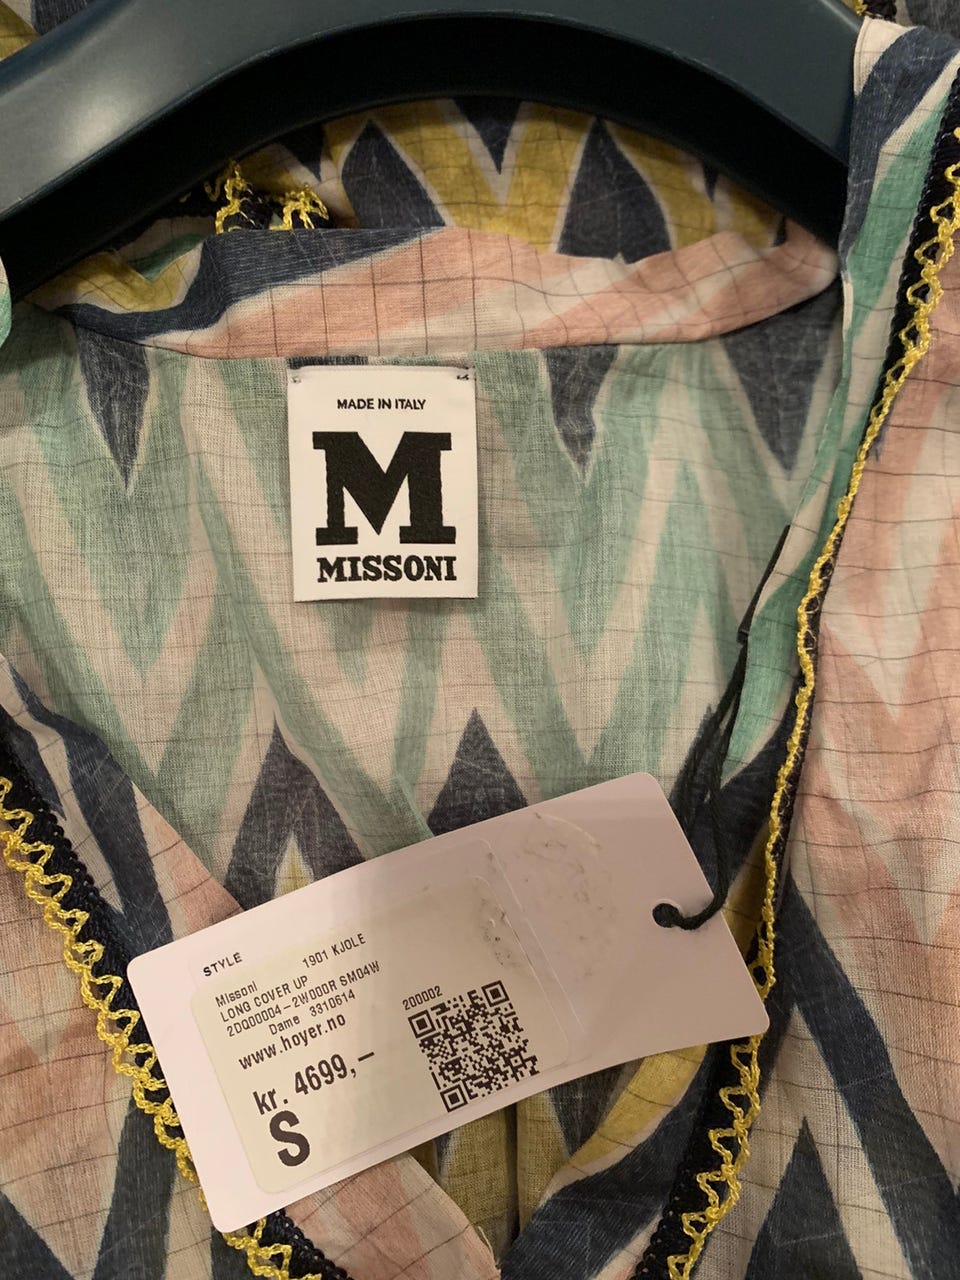 MADE IN ITALY
M
MISSONI
STYLE
1901 KJOLE
Missoni
LONG COVER UP
2DQ00004-2W000R SM04W
Dame 3310614
200002
www.hoyer.no
kr. 4699,-
S